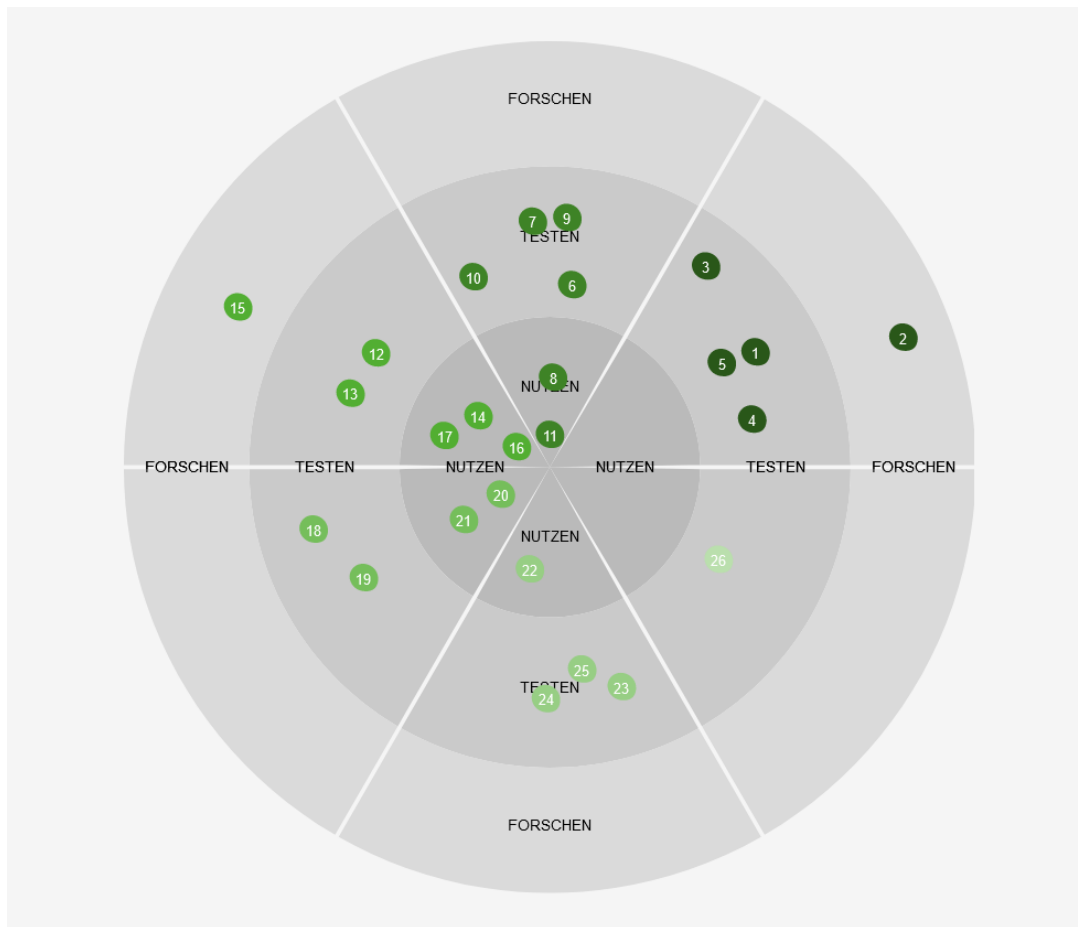 FORSCHEN
7
9
TESTEN
3
10
6
15
2
12
1
5
8
NUTZEN
13
14
4
17
11
16
FORSCHEN
TESTEN
NUTZEN
NUTZEN
TESTEN
FORSCHEN
20
21
18
NUTZEN
22
26
19
25
TESTEN
23
24
FORSCHEN